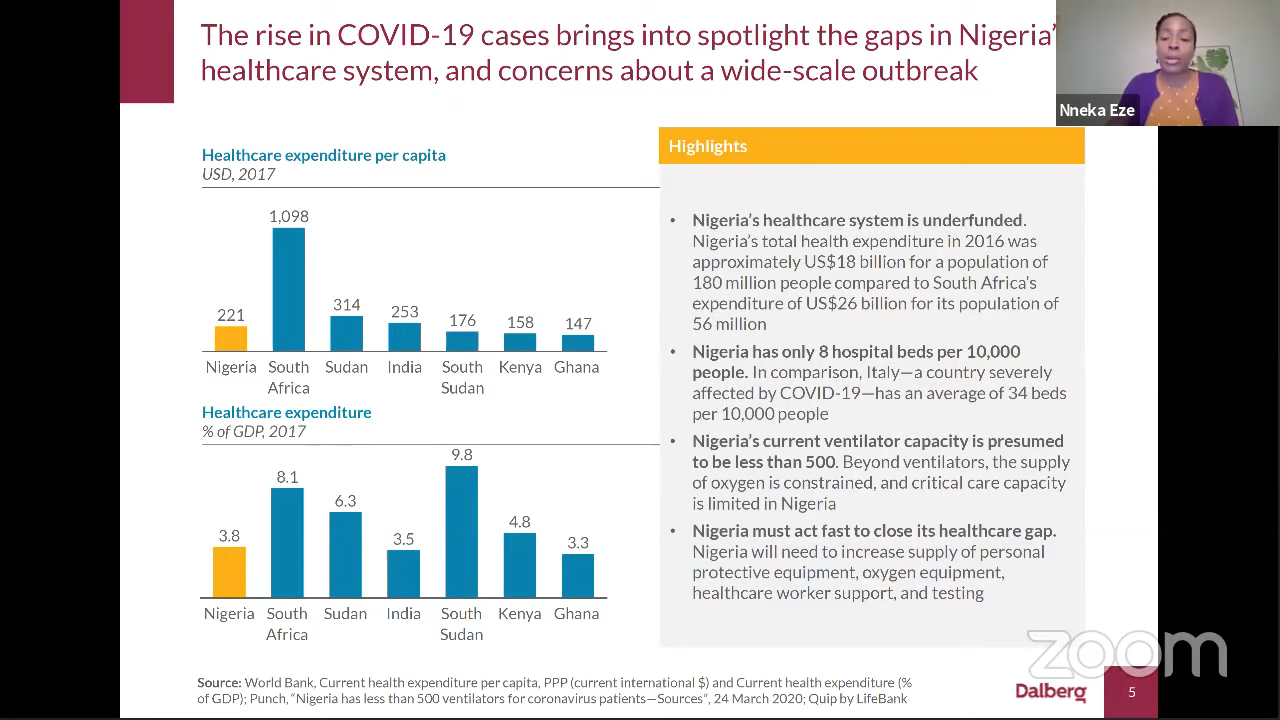 The rise in COVID-19 cases brings into spotlight the gaps in Nigeria'
healthcare system, and concerns about a wide-scale outbreak
Nneka Eze
Healthcare expenditure per capita
USD, 2017
1,098
221
314
253
176
158
147
Nigeria South Sudan India South Kenya Ghana
Africa Sudan
Healthcare expenditure
% of GDP, 2017
3.8
8.1
6.3
3.5
9.8
4.8
3.3
Nigeria South Sudan India South Kenya Ghana
Africa Sudan
Highlights
• Nigeria's healthcare system is underfunded.
Nigeria's total health expenditure in 2016 was
approximately US$18 billion for a population of
180 million people compared to South Africa's
expenditure of US$26 billion for its population of
56 million
• Nigeria has only 8 hospital beds per 10,000
people. In comparison, Italy—a country severely
affected by COVID-19—has an average of 34 beds
per 10,000 people
• Nigeria's current ventilator capacity is presumed
to be less than 500. Beyond ventilators, the supply
of oxygen is constrained, and critical care capacity
is limited in Nigeria
• Nigeria must act fast to close its healthcare gap.
Nigeria will need to increase supply of personal
protective equipment, oxygen equipment,
healthcare worker support, and testing
Source: World Bank, Current health expenditure per capita, PPP (current international $) and Current health expenditure (%
of GDP); Punch, "Nigeria has less than 500 ventilators for coronavirus patients—Sources", 24 March 2020; Quip by LifeBank
zoom
Dalberg
5